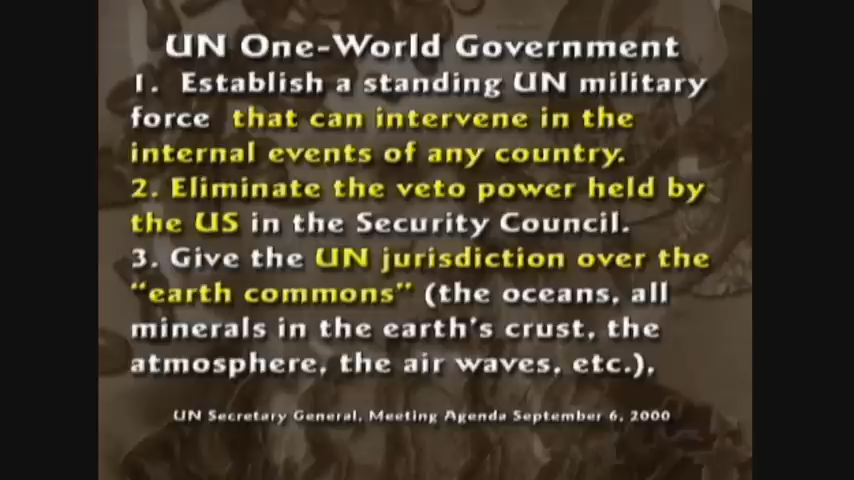 UN One-World Government
1. Establish a standing UN military
force that can intervene in the
internal events of any country.
2. Eliminate the veto power held by
the US in the Security Council.
3. Give the UN jurisdiction over the
“earth commons” (the oceans, all
minerals in the earth's crust, the
atmosphere, the air waves, etc.),
UN Secretary General, Meeting Agenda September 6, 2000